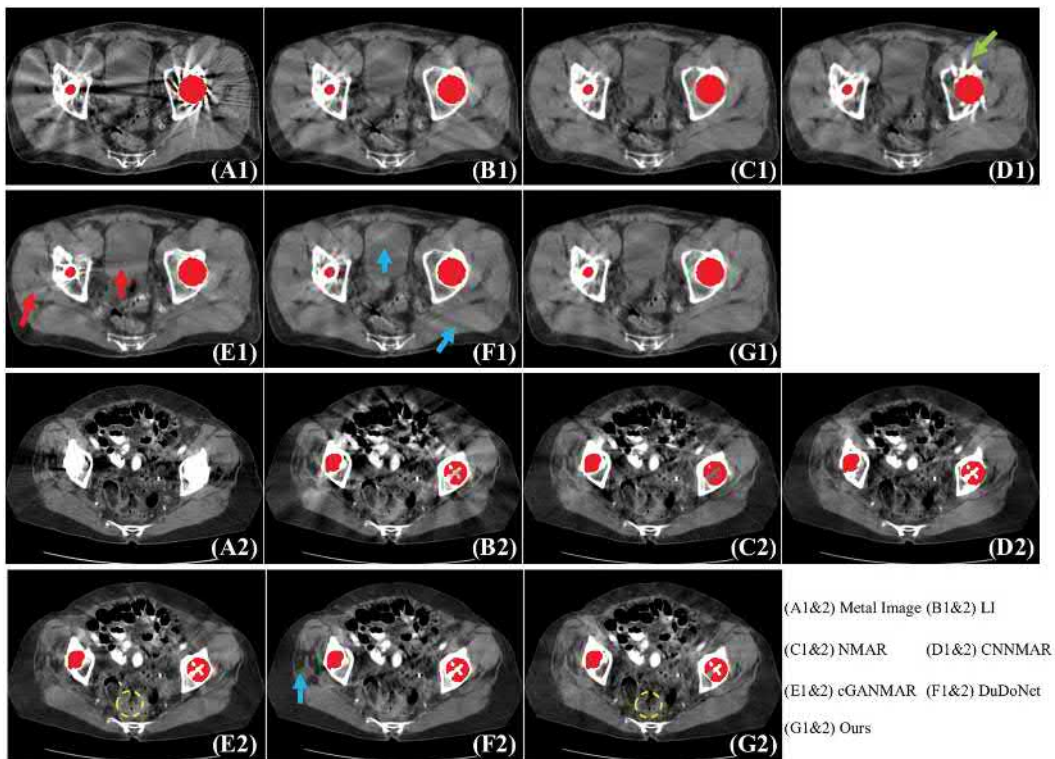 (A1) (B1) (C1) (D1)
(E1) (F1) (G1)
(A2) (B2) (C2) (D2)
(E2) (F2) (G2)
(A1&2) Metal Image (B1&2) LI
(C1&2) NMAR (D1&2) CNNMAR
(E1&2) cGANMAR (F1&2) DuDoNet
(G1&2) Ours